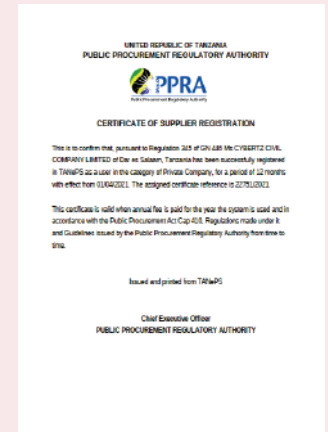 UNITED REPUBLIC OF TANZANIA
PUBLIC PROCUREMENT REGULATORY AUTHORITY
PPRA
Public Procurement Regulatory Authority
CERTIFICATE OF SUPPLIER REGISTRATION
This is to confirm that, pursuant to Regulation 345 of GN 446 Ms CYBERTZ CIVIL
COMPANY LIMITED of Dar es Salaam, Tanzania has been successfully registered
in TANePS as a user in the category of Private Company, for a period of 12 months
with effect from 01/04/2021. The assigned certificate reference is 22751/2021.
This certificate is valid when annual fee is paid for the year the system is used and in
accordance with the Public Procurement Act Cap 410, Regulations made under it
and Guidelines issued by the Public Procurement Regulatory Authority from time to
time.
Issued and printed from TANePS
Chief Executive Officer
PUBLIC PROCUREMENT REGULATORY AUTHORITY